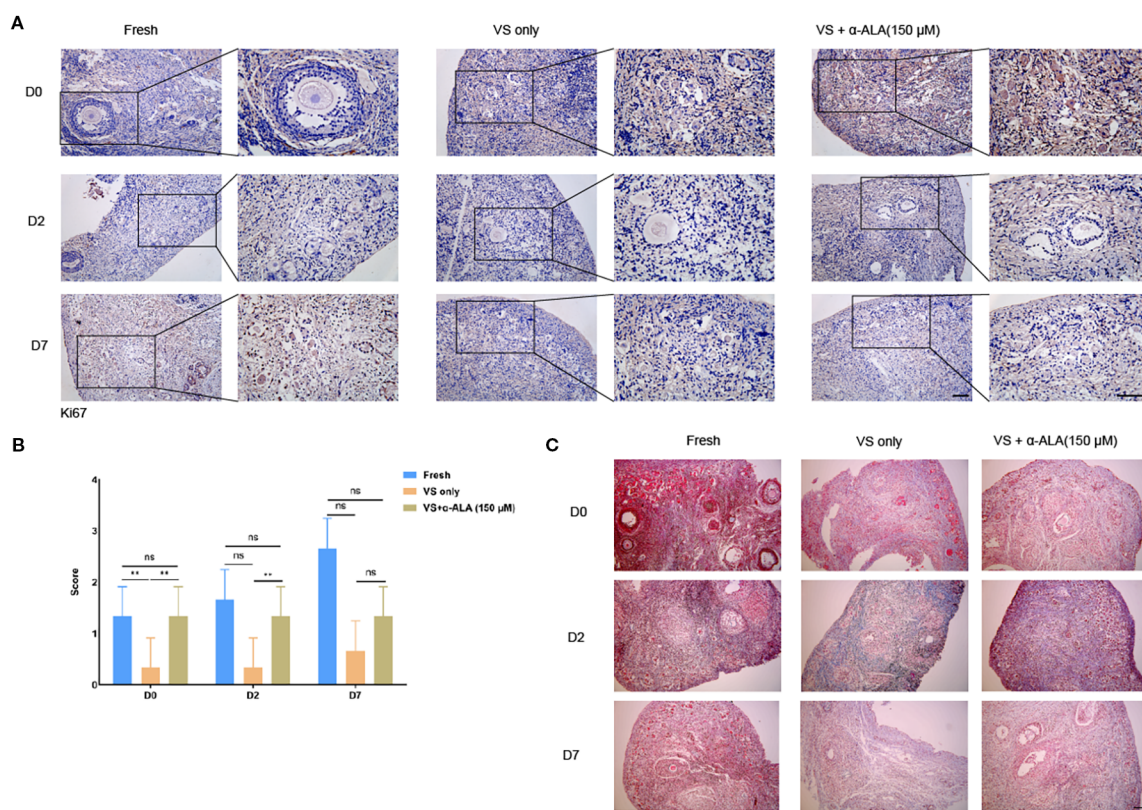 A
Fresh
VS only
VS + α-ALA(150 μM)
D0
D2
D7
Ki67
B
Fresh
VS only
VS+α-ALA (150 μM)
Score
4
3
2
1
0
ns
** **
ns
ns
**
ns
ns
ns
D0
D2
D7
C
Fresh
VS only
VS + α-ALA(150 μM)
D0
D2
D7